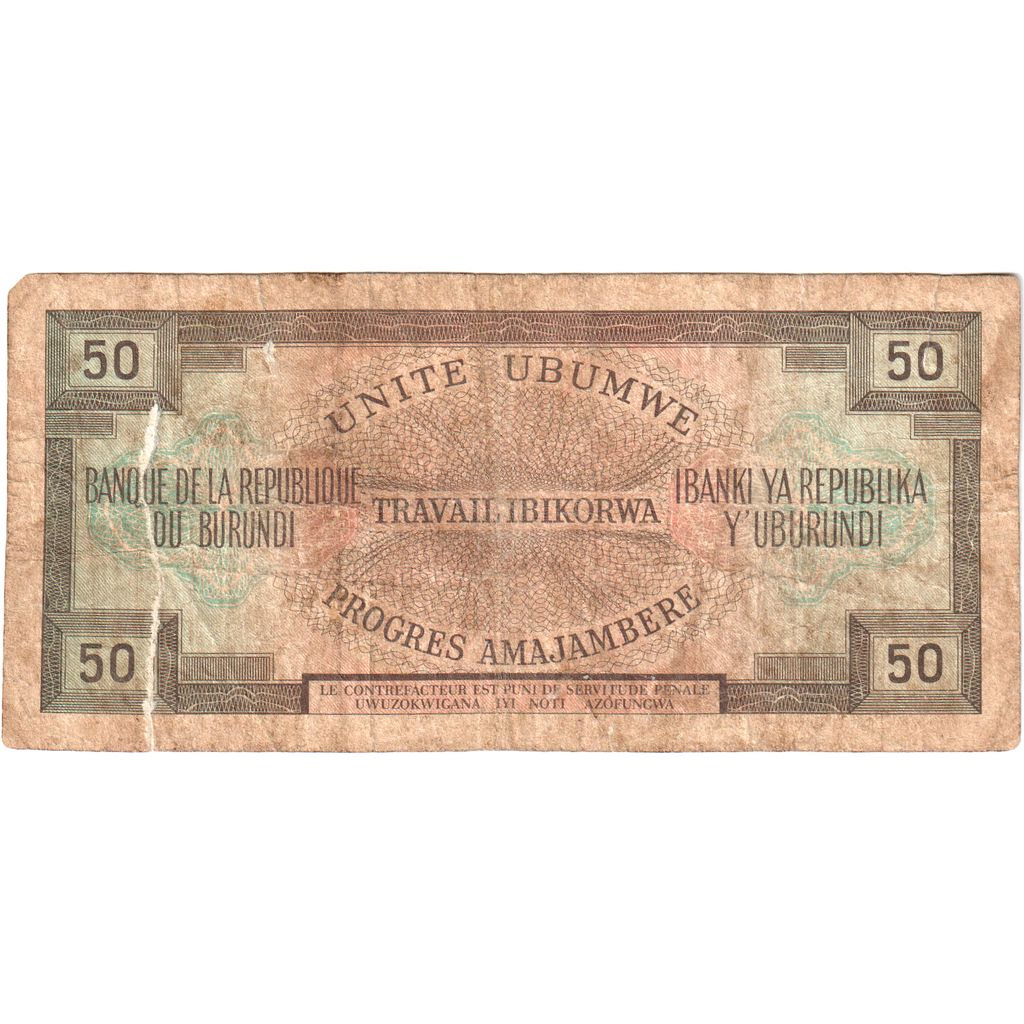 50
50
UNITE UBUMWE
BANQUE DE LA REPUBLIQUE
DU BURUNDI
TRAVAIL IBIKORWA
IBANKI YA REPUBLIKA
Y'UBURUNDI
PROGRES AMAJAMBERE
50
50
LE CONTREFACTEUR EST PUNI DE SERVITUDE PENALE
UWUZOKWIGANA IYI NOTI AZOFUNGWA